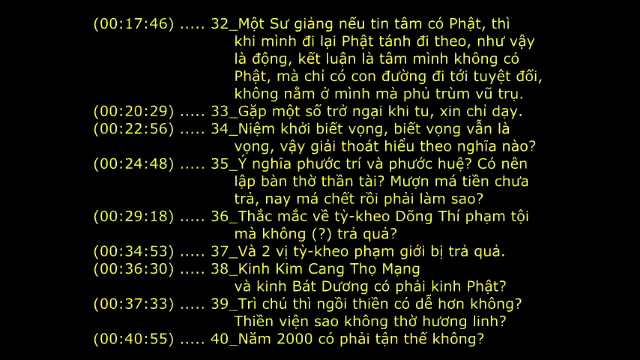 (00:17:46) ..... 32_Một Sư giảng nếu tin tâm có Phật, thì
khi mình đi lại Phật tánh đi theo, như vậy
là động, kết luận là tâm mình không có
Phật, mà chỉ có con đường đi tới tuyệt đối,
không nằm ở mình mà phủ trùm vũ trụ.
(00:20:29) ..... 33_Gặp một số trở ngại khi tu, xin chỉ dạy.
(00:22:56) ..... 34_Niệm khởi biết vọng, biết vọng vẫn là
vọng, vậy giải thoát hiểu theo nghĩa nào?
(00:24:48) ..... 35_Ý nghĩa phước trí và phước huệ? Có nên
lập bàn thờ thần tài? Mượn má tiền chưa
trả, nay má chết rồi phải làm sao?
(00:29:18) ..... 36_Thắc mắc về tỳ-kheo Dõng Thí phạm tội
mà không (?) trả quả?
(00:34:53) ..... 37_Và 2 vị tỳ-kheo phạm giới bị trả quả.
(00:36:30) ..... 38_Kinh Kim Cang Thọ Mạng
và kinh Bát Dương có phải kinh Phật?
(00:37:33) ..... 39_Trì chú thì ngồi thiền có dễ hơn không?
Thiền viện sao không thờ hương linh?
(00:40:55) ..... 40_Năm 2000 có phải tận thế không?